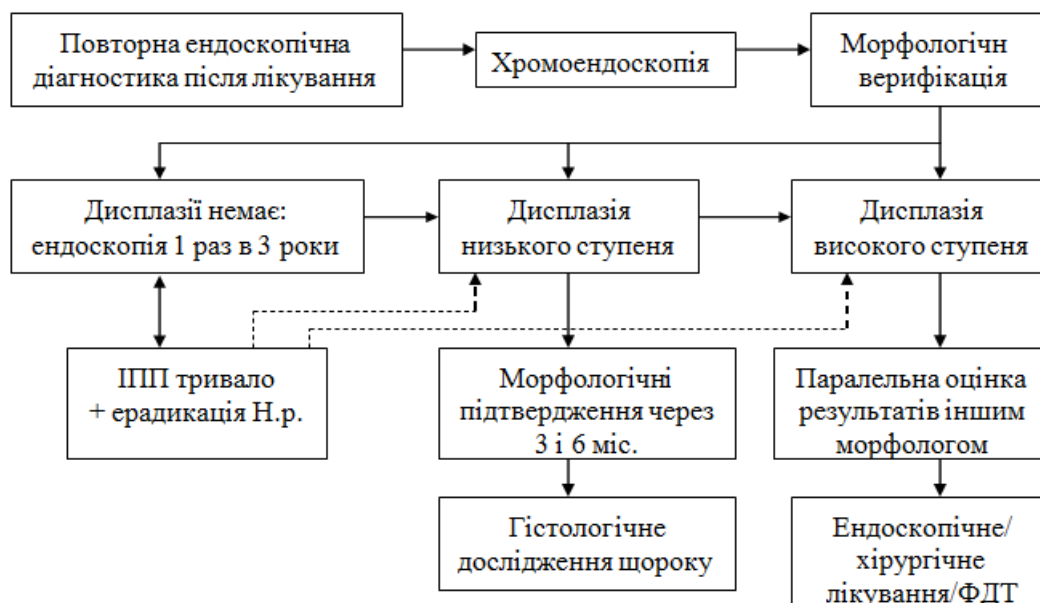 Повторна ендоскопічна
діагностика після лікування
Хромоендоскопія
Морфологічн
верифікація
Дисплазії немає:
ендоскопія 1 раз в 3 роки
Дисплазія
низького ступеня
Дисплазія
високого ступеня
ІПП тривало
+ ерадикація Н.р.
Морфологічні
підтвердження через
3 і 6 міс.
Паралельна оцінка
результатів іншим
морфологом
Гістологічне
дослідження щороку
Ендоскопічне/
хірургічне
лікування/ФДТ